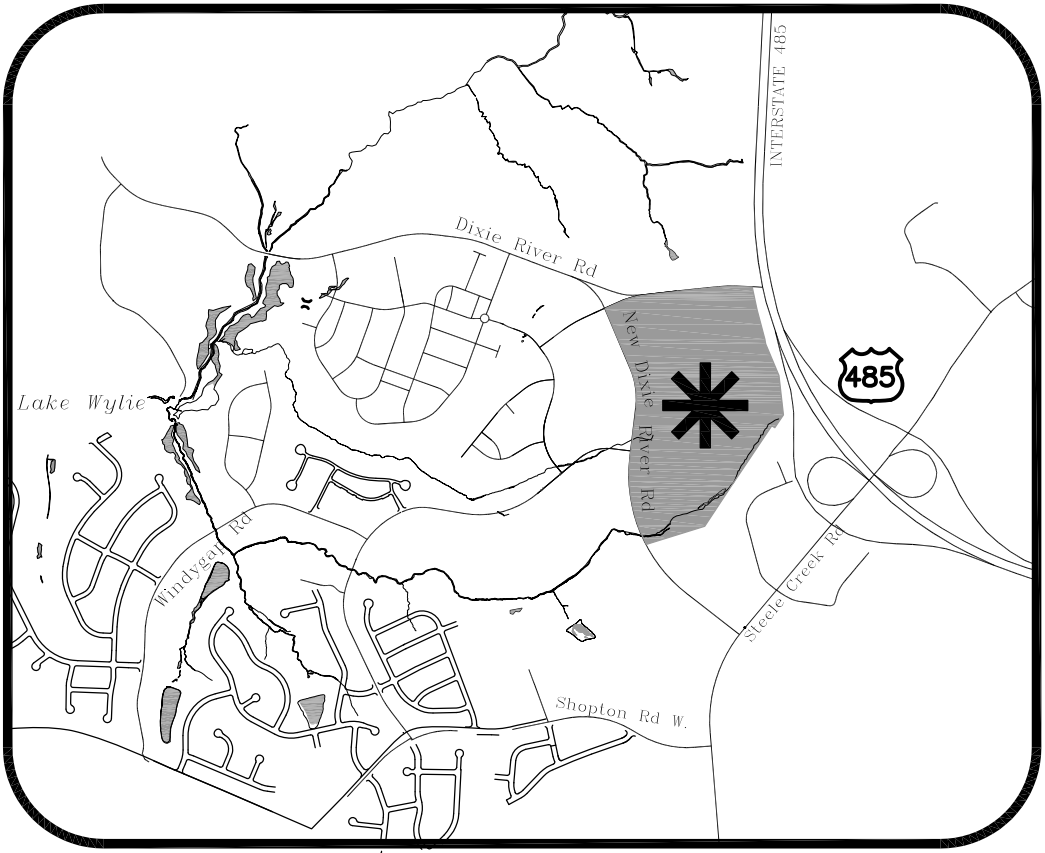 INTERSTATE 485
Dixie River Rd
New Dixie River Rd
485
Lake Wylie
Windygap Rd
Steele Creek Rd
Shopton Rd W.